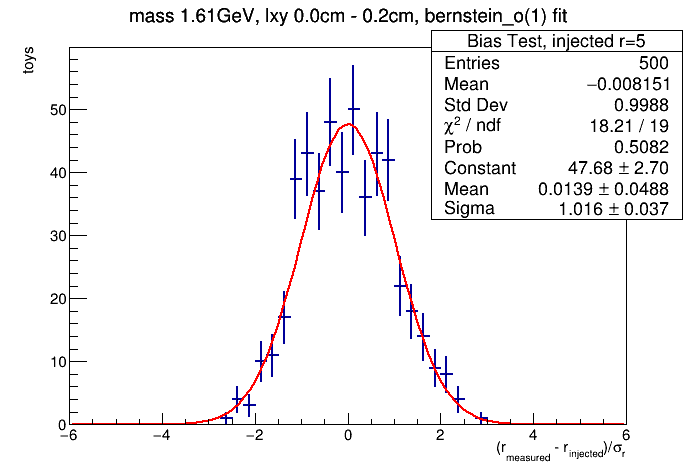 mass 1.61GeV, lxy 0.0cm - 0.2cm, bernstein_o(1) fit
Bias Test, injected r=5
Entries 500
Mean −0.008151
Std Dev 0.9988
χ² / ndf 18.21 / 19
Prob 0.5082
Constant 47.68 ± 2.70
Mean 0.0139 ± 0.0488
Sigma 1.016 ± 0.037
toys
50
40
30
20
10
0
−6 −4 −2 0 2 4 6
(r_measured - r_injected)/σ_r